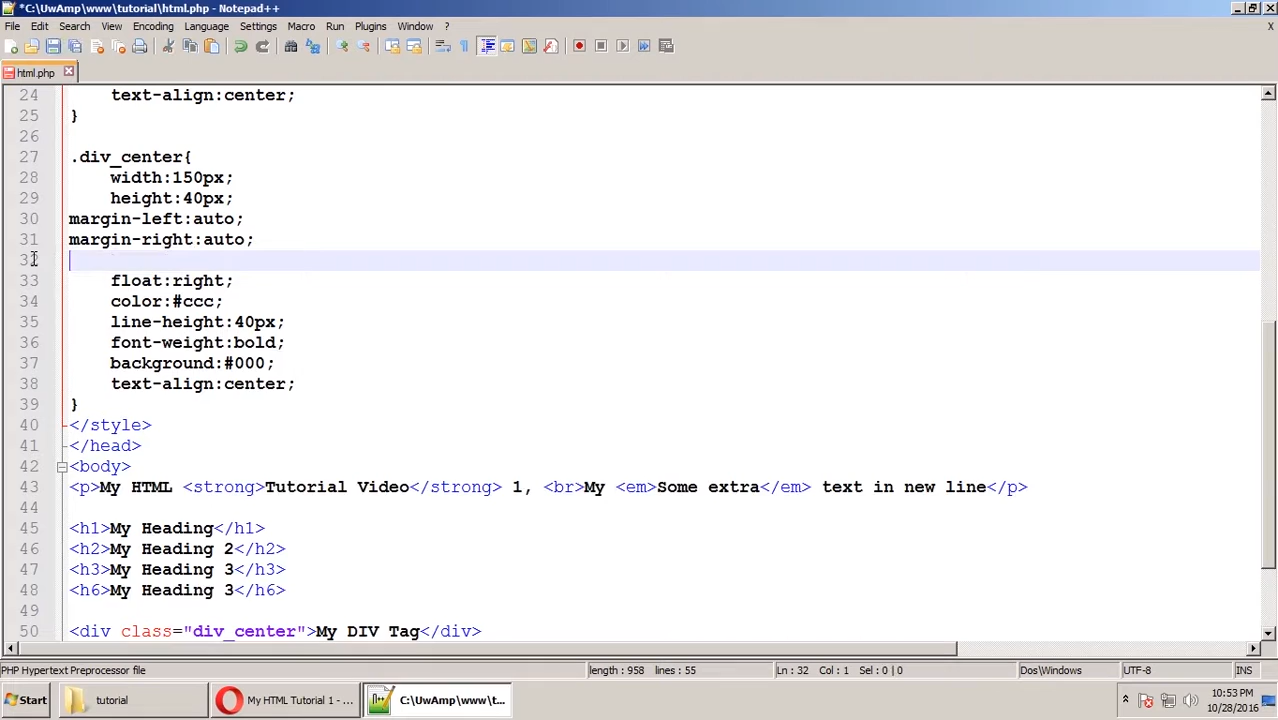 *C:\UwAmp\www\tutorial\html.php - Notepad++
File Edit Search View Encoding Language Settings Macro Run Plugins Window ?
X
html.php
24 text-align:center;
25 }
26
27 .div_center{
28 width:150px;
29 height:40px;
30 margin-left:auto;
31 margin-right:auto;
32
33 float:right;
34 color:#ccc;
35 line-height:40px;
36 font-weight:bold;
37 background:#000;
38 text-align:center;
39 }
40 </style>
41 </head>
42 <body>
43 <p>My HTML <strong>Tutorial Video</strong> 1, <br>My <em>Some extra</em> text in new line</p>
44
45 <h1>My Heading</h1>
46 <h2>My Heading 2</h2>
47 <h3>My Heading 3</h3>
48 <h6>My Heading 3</h6>
49
50 <div class="div_center">My DIV Tag</div>
PHP Hypertext Preprocessor file length : 958 lines : 55 Ln : 32 Col : 1 Sel : 0 | 0 Dos\Windows UTF-8 INS
Start tutorial My HTML Tutorial 1 - ... C:\UwAmp\www\t... 10:53 PM
10/28/2016